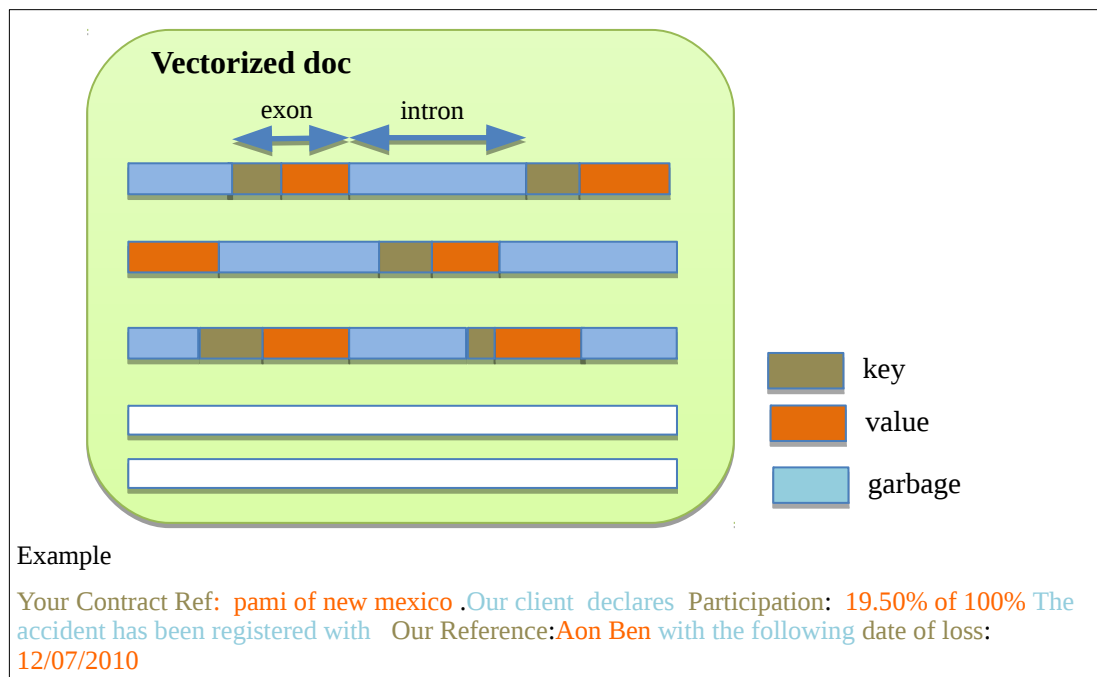 Vectorized doc
exon intron
key
value
garbage
Example
Your Contract Ref: pami of new mexico .Our client declares Participation: 19.50% of 100% The
accident has been registered with Our Reference:Aon Ben with the following date of loss:
12/07/2010